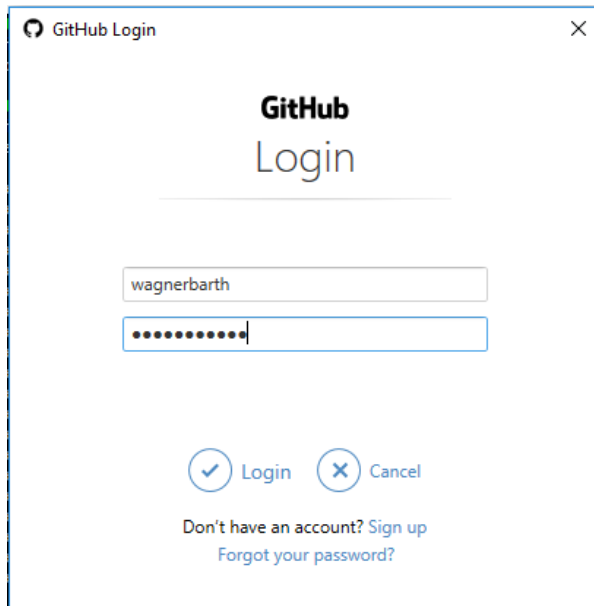 GitHub Login
GitHub
Login
wagnerbarth
●●●●●●●●●●●
Login Cancel
Don't have an account? Sign up
Forgot your password?